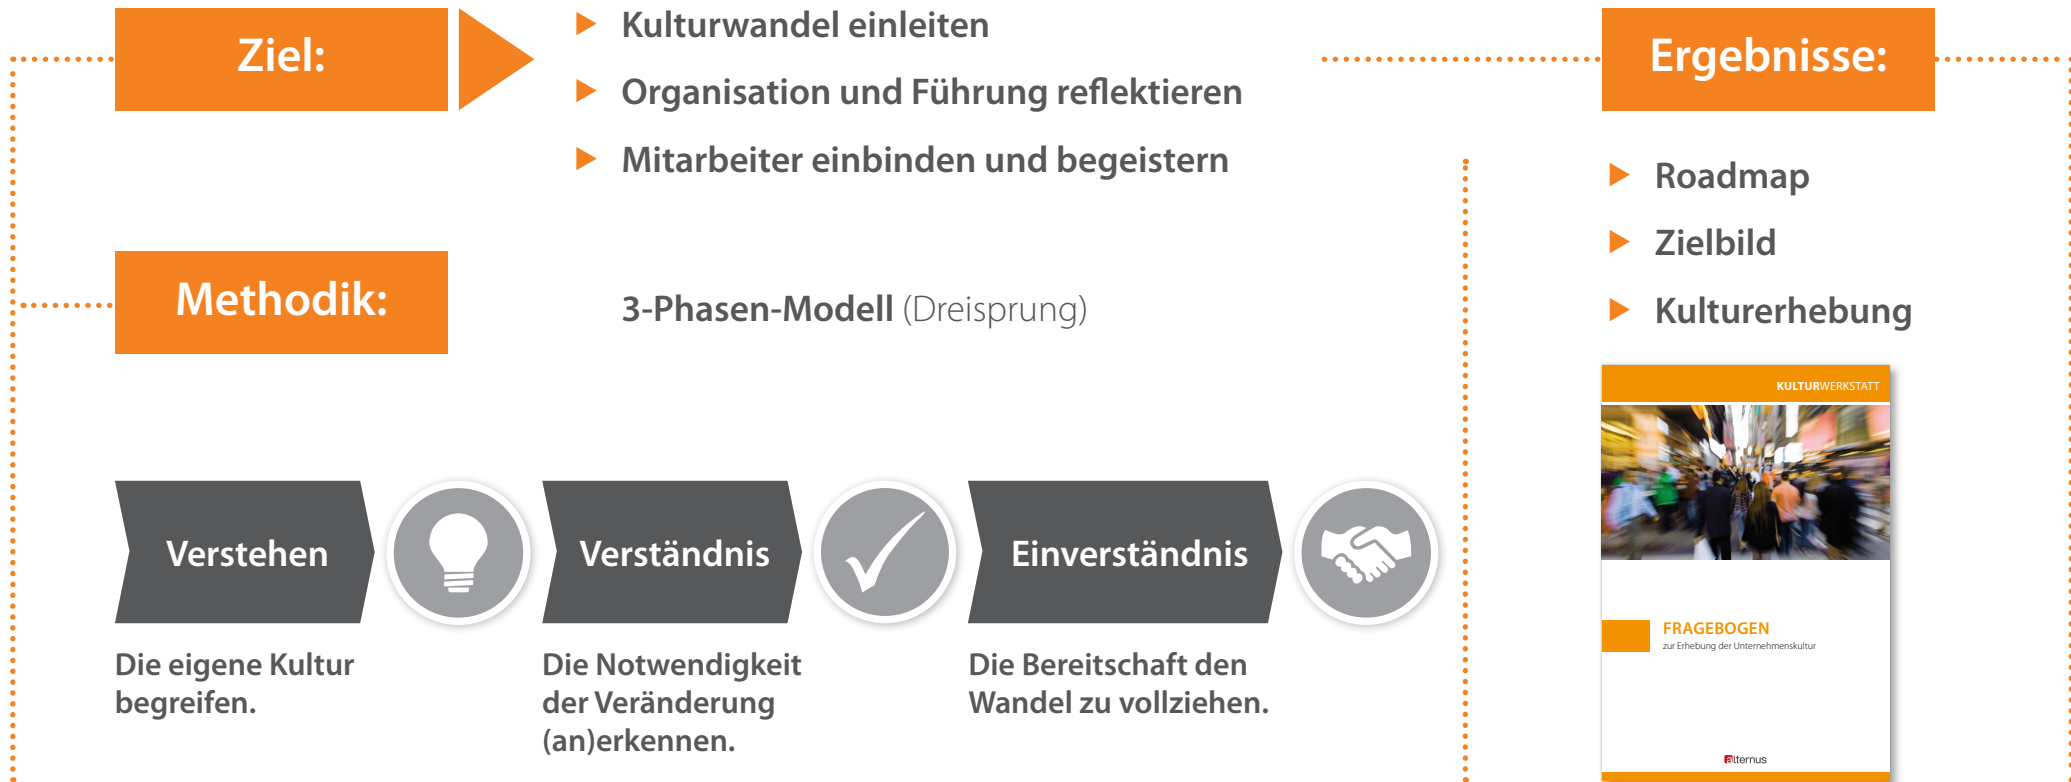 Ziel:
Kulturwandel einleiten
Organisation und Führung reflektieren
Mitarbeiter einbinden und begeistern
Methodik:
3-Phasen-Modell (Dreisprung)
Verstehen
Verständnis
Einverständnis
Die eigene Kultur
begreifen.
Die Notwendigkeit
der Veränderung
(an)erkennen.
Die Bereitschaft den
Wandel zu vollziehen.
Ergebnisse:
Roadmap
Zielbild
Kulturerhebung
KULTURWERKSTATT
FRAGEBOGEN
zur Erhebung der Unternehmenskultur
alternus